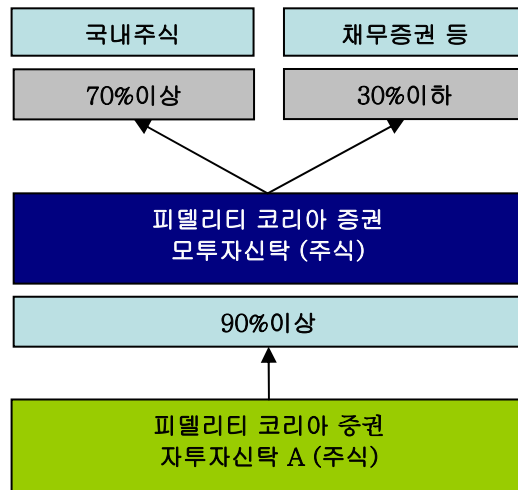 국내주식
채무증권 등
70%이상
30%이하
피델리티 코리아 증권
모투자신탁 (주식)
90%이상
피델리티 코리아 증권
자투자신탁 A (주식)